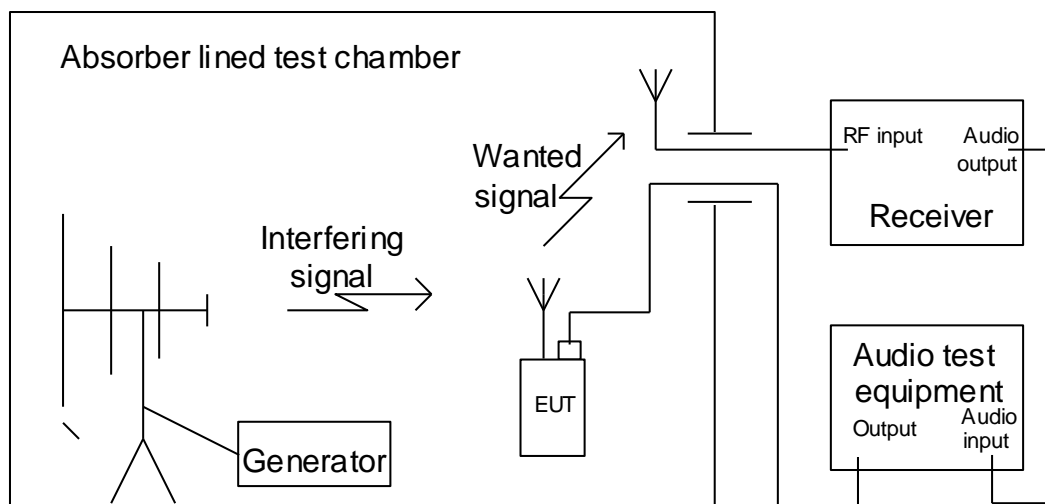 Absorber lined test chamber
Wanted
signal
Interfering
signal
EUT
Generator
RF input
Audio
output
Receiver
Audio test
equipment
Output
Audio
input